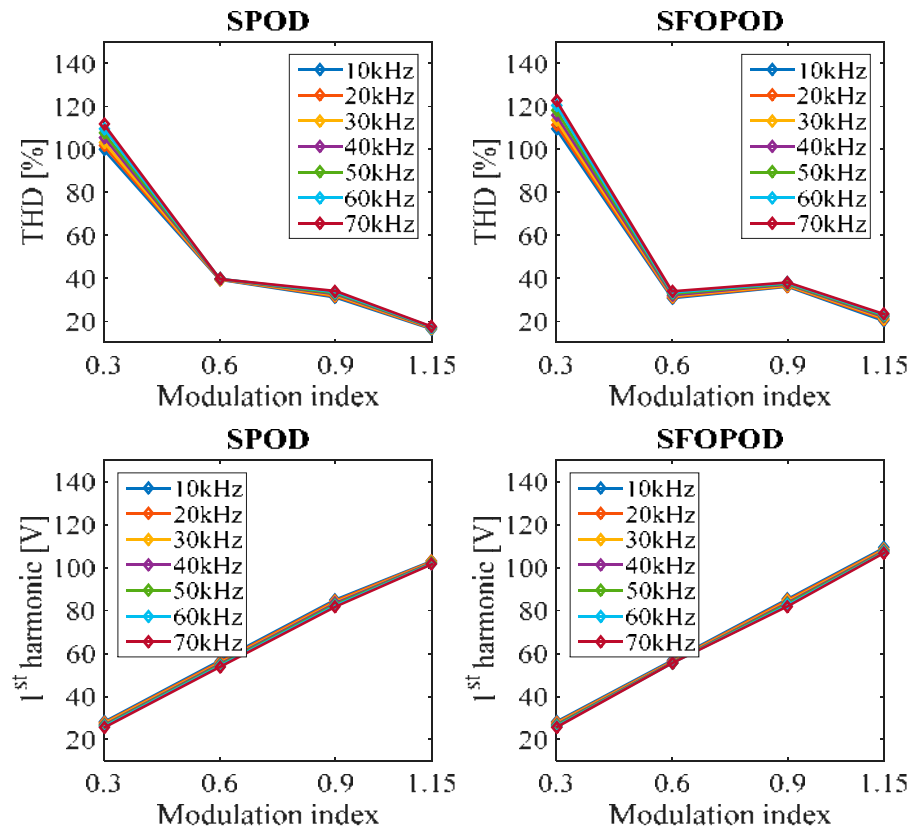 SPOD
THD [%]
140
120
100
80
60
40
20
10kHz
20kHz
30kHz
40kHz
50kHz
60kHz
70kHz
0.3 0.6 0.9 1.15
Modulation index
SFOPOD
THD [%]
140
120
100
80
60
40
20
10kHz
20kHz
30kHz
40kHz
50kHz
60kHz
70kHz
0.3 0.6 0.9 1.15
Modulation index
SPOD
1st harmonic [V]
140
120
100
80
60
40
20
10kHz
20kHz
30kHz
40kHz
50kHz
60kHz
70kHz
0.3 0.6 0.9 1.15
Modulation index
SFOPOD
1st harmonic [V]
140
120
100
80
60
40
20
10kHz
20kHz
30kHz
40kHz
50kHz
60kHz
70kHz
0.3 0.6 0.9 1.15
Modulation index